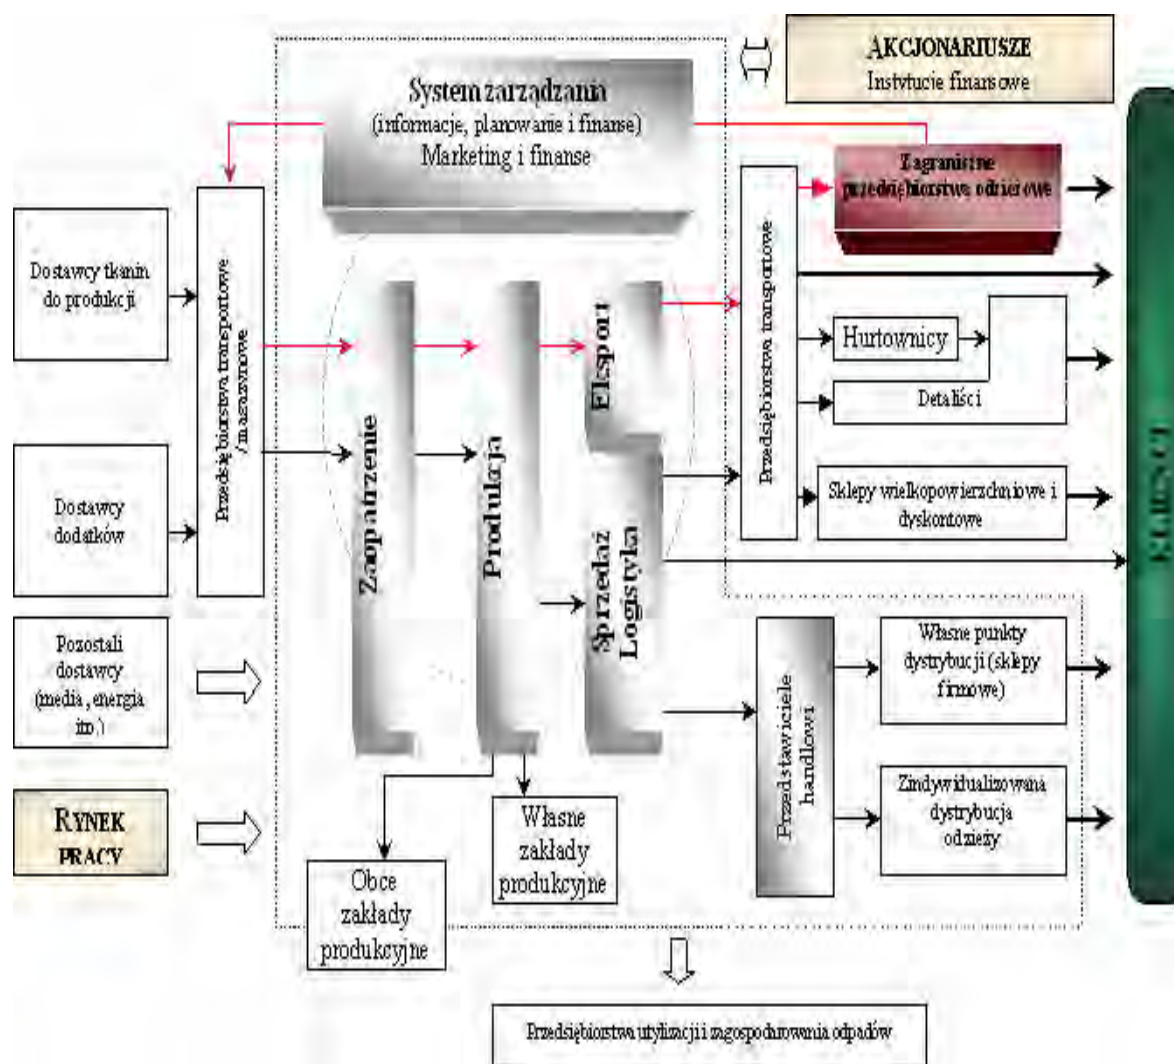 AKCJONARIUSZE
Instytucie finansowe
System zarządzania
(informacje, planowanie i finanse)
Marketing i finanse
Zagraniczne
przedsiębiorstwa odzieżowe
Dostawcy tkanin
do produkcji
Przedsiębiorstwa transportowe
/magazynowe
Dostawcy
dodatków
Pozostali
dostawcy
(media, energia
itp.)
RYNEK
PRACY
Zaopatrzenie
Produkcja
Eksport
Sprzedaż
Logistyka
Przedsiębiorstwa transportowe
Hurtownicy
Detaliści
Sklepy wielkopowierzchniowe i
dyskontowe
Przedstawiciele
handlowi
Własne punkty
dystrybucji (sklepy
firmowe)
Zindywidualizowana
dystrybucja
odzieży
KLIENCI
Własne
zakłady
produkcyjne
Obce
zakłady
produkcyjne
Przedsiębiorstwa utylizacji i zagospodarowania odpadów